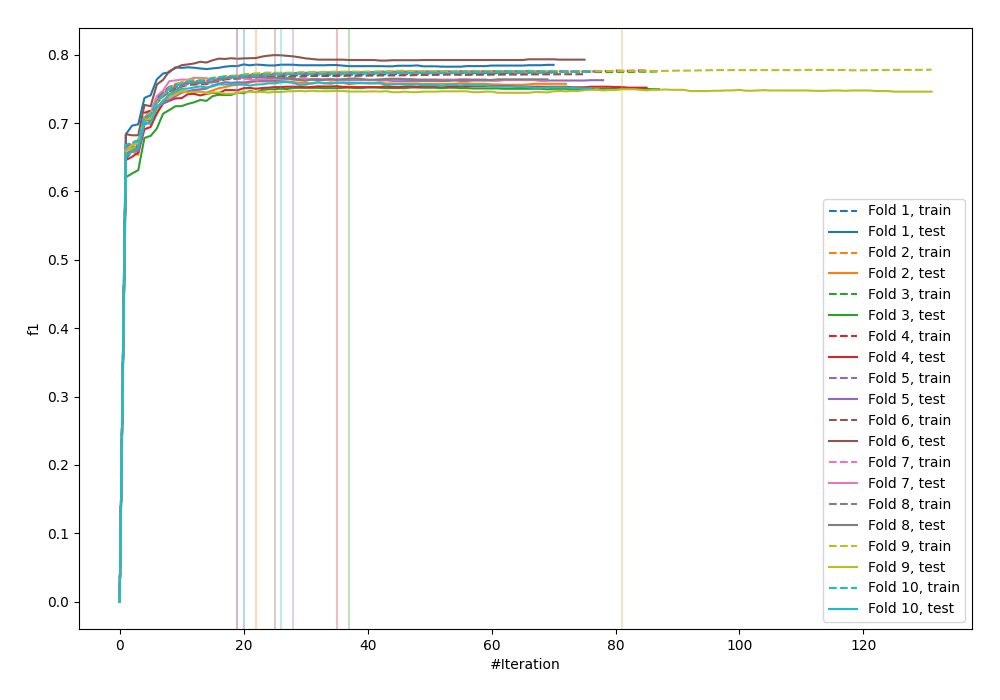 0.8
0.7
0.6
0.5
0.4
0.3
0.2
0.1
0.0
f1
0 20 40 60 80 100 120
#Iteration
Fold 1, train
Fold 1, test
Fold 2, train
Fold 2, test
Fold 3, train
Fold 3, test
Fold 4, train
Fold 4, test
Fold 5, train
Fold 5, test
Fold 6, train
Fold 6, test
Fold 7, train
Fold 7, test
Fold 8, train
Fold 8, test
Fold 9, train
Fold 9, test
Fold 10, train
Fold 10, test